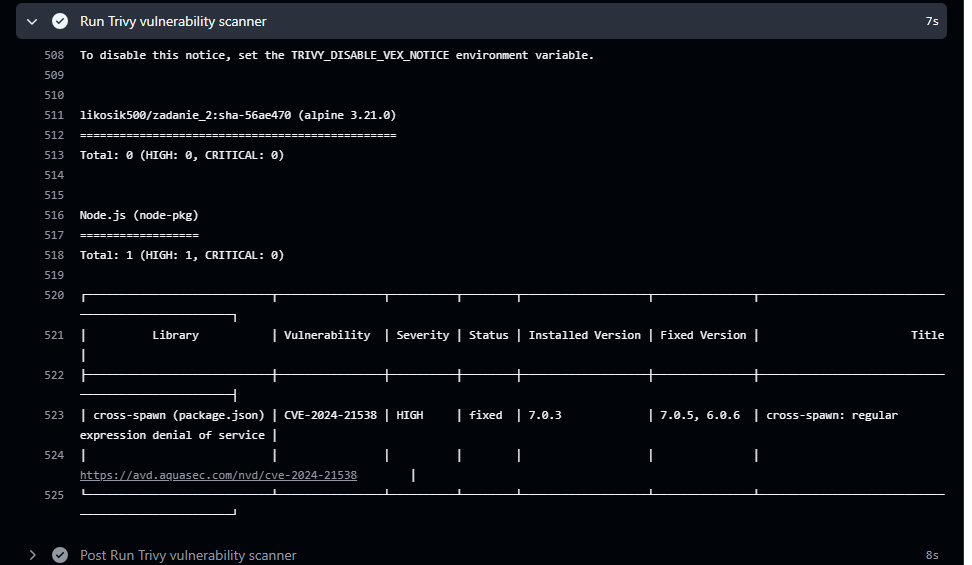 Run Trivy vulnerability scanner 7s
508 To disable this notice, set the TRIVY_DISABLE_VEX_NOTICE environment variable.
509
510
511 likosik500/zadanie_2:sha-56ae470 (alpine 3.21.0)
512 ================================================
513 Total: 0 (HIGH: 0, CRITICAL: 0)
514
515
516 Node.js (node-pkg)
517 ==================
518 Total: 1 (HIGH: 1, CRITICAL: 0)
519
520
521 │ Library │ Vulnerability │ Severity │ Status │ Installed Version │ Fixed Version │ Title
│
522
523 │ cross-spawn (package.json) │ CVE-2024-21538 │ HIGH │ fixed │ 7.0.3 │ 7.0.5, 6.0.6 │ cross-spawn: regular
expression denial of service │
524 │ │ │ │ │ │ │
https://avd.aquasec.com/nvd/cve-2024-21538 │
525
Post Run Trivy vulnerability scanner 8s